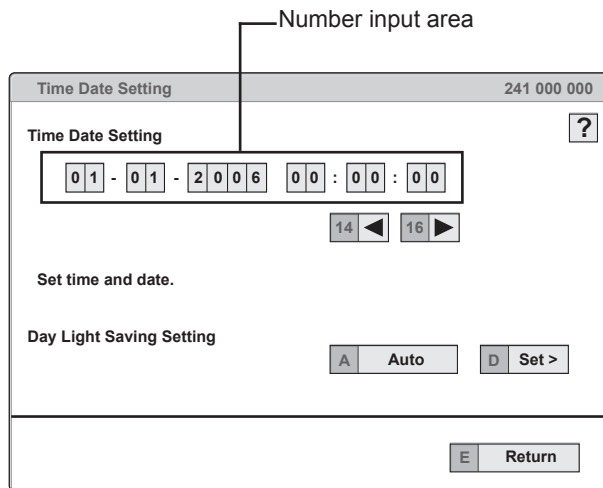 Number input area
Time Date Setting 241 000 000
Time Date Setting ?
01 - 01 - 2006 00 : 00 : 00
14 ◀ 16 ▶
Set time and date.
Day Light Saving Setting
A Auto D Set >
E Return